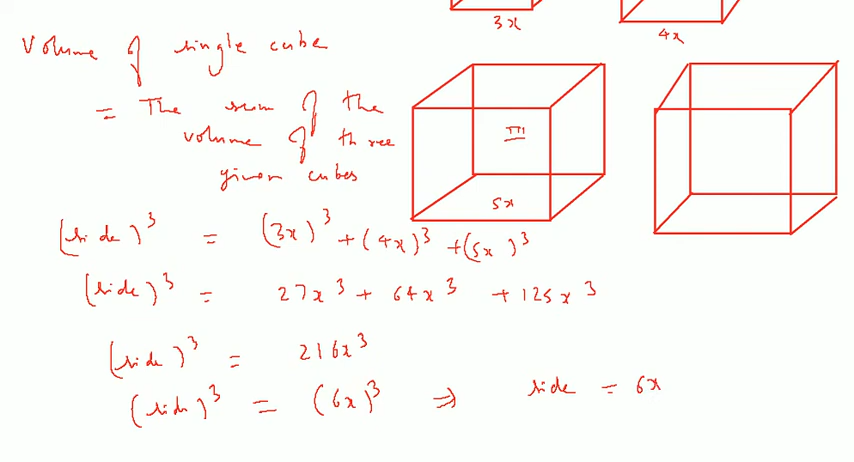 3x
4x
Volume of single cube
= The sum of the
volume of three
given cubes
III
5x
(side)³ = (3x)³ + (4x)³ + (5x)³
(side)³ = 27x³ + 64x³ + 125x³
(side)³ = 216x³
(side)³ = (6x)³ ⇒ side = 6x